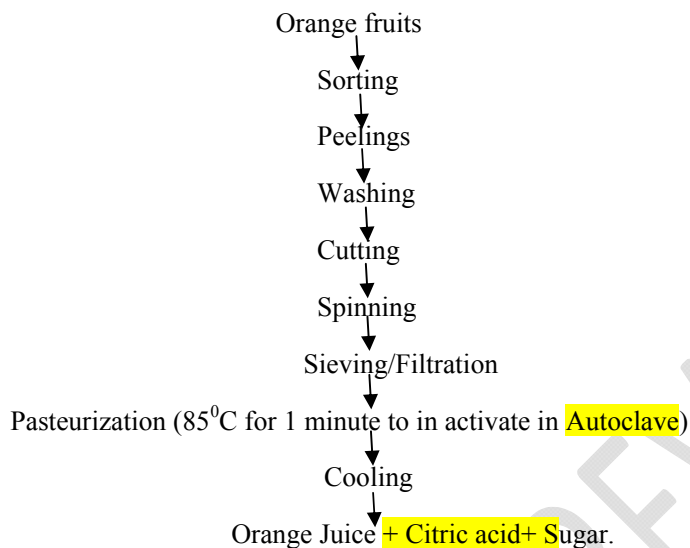 Orange fruits
Sorting
Peelings
Washing
Cutting
Spinning
Sieving/Filtration
Pasteurization (85⁰C for 1 minute to in activate in Autoclave)
Cooling
Orange Juice + Citric acid+ Sugar.